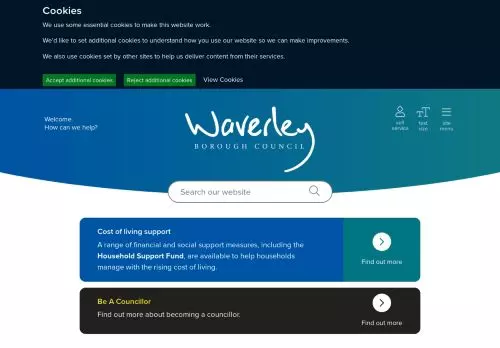 Cookies
We use some essential cookies to make this website work.
We'd like to set additional cookies to understand how you use our website so we can make improvements.
We also use cookies set by other sites to help us deliver content from their services.
Accept additional cookies
Reject additional cookies
View Cookies
Welcome.
How can we help?
Waverley
BOROUGH COUNCIL
self
service
text
size
site
menu
Search our website
Cost of living support
A range of financial and social support measures, including the
Household Support Fund, are available to help households
manage with the rising cost of living.
Find out more
Be A Councillor
Find out more about becoming a councillor.
Find out more